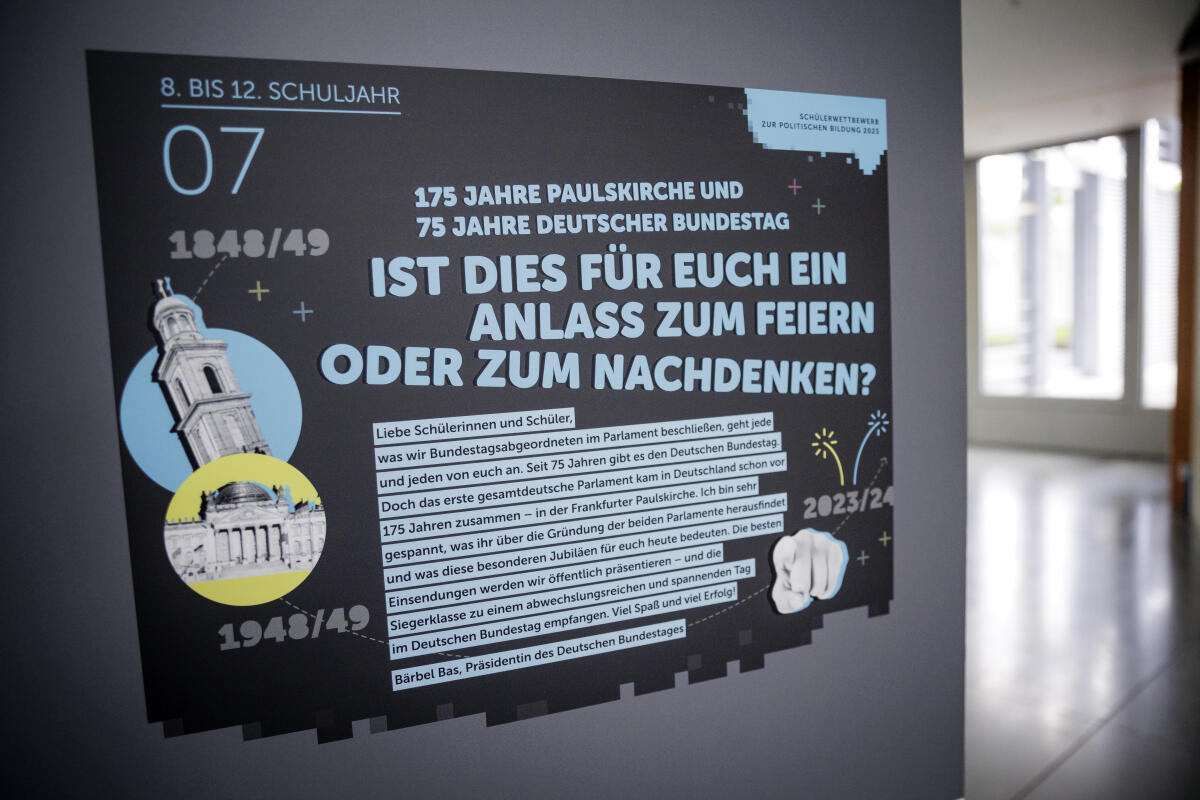 8. BIS 12. SCHULJAHR
07
SCHÜLERWETTBEWERB
ZUR POLITISCHEN BILDUNG 2023
175 JAHRE PAULSKIRCHE UND
75 JAHRE DEUTSCHER BUNDESTAG
1848/49
IST DIES FÜR EUCH EIN
ANLASS ZUM FEIERN
ODER ZUM NACHDENKEN?
Liebe Schülerinnen und Schüler,
was wir Bundestagsabgeordneten im Parlament beschließen, geht jede
und jeden von euch an. Seit 75 Jahren gibt es den Deutschen Bundestag.
Doch das erste gesamtdeutsche Parlament kam in Deutschland schon vor
175 Jahren zusammen – in der Frankfurter Paulskirche. Ich bin sehr
gespannt, was ihr über die Gründung der beiden Parlamente herausfindet
und was diese besonderen Jubiläen für euch heute bedeuten. Die besten
Einsendungen werden wir öffentlich präsentieren – und die
Siegerklasse zu einem abwechslungsreichen und spannenden Tag
im Deutschen Bundestag empfangen. Viel Spaß und viel Erfolg!
Bärbel Bas, Präsidentin des Deutschen Bundestages
2023/24
1948/49